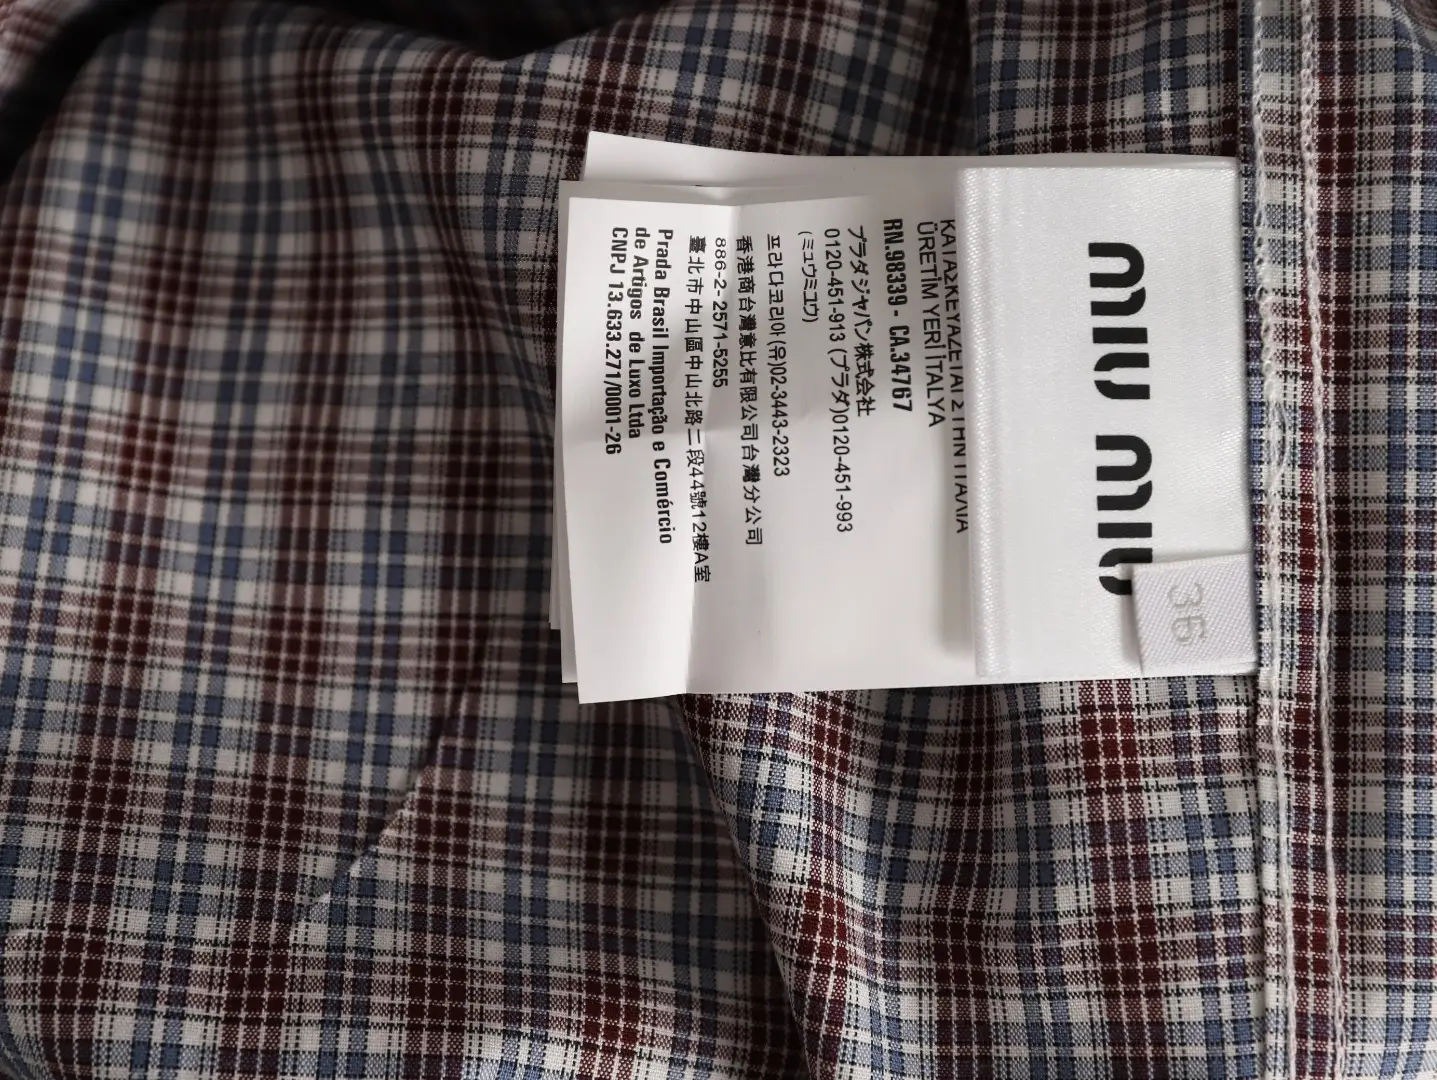 miu miu
36
ΚΑΤΑΣΚΕΥΑΖΕΤΑΙ ΣΤΗΝ ΙΤΑΛΙΑ
ÜRETİM YERİ İTALYA
RN.98339 - CA.34767
プラダジャパン株式会社
0120-451-913 (プラダ)0120-451-993
(ミュウミュウ)
프라다코리아(유)02-3443-2323
香港商台灣意比有限公司台灣分公司
886-2- 2571-5255
臺北市中山區中山北路二段44號12樓A室
Prada Brasil Importação e Comércio
de Artigos de Luxo Ltda
CNPJ 13.633.271/0001-26